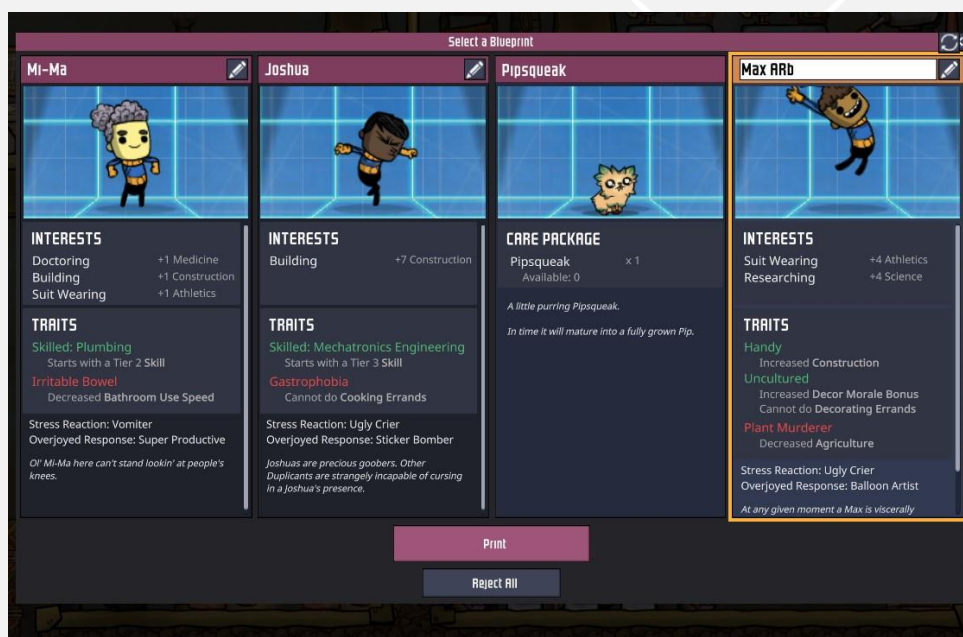 Select a Blueprint
Mi-Ma
INTERESTS
Doctoring +1 Medicine
Building +1 Construction
Suit Wearing +1 Athletics
TRAITS
Skilled: Plumbing
Starts with a Tier 2 Skill
Irritable Bowel
Decreased Bathroom Use Speed
Stress Reaction: Vomiter
Overjoyed Response: Super Productive
Ol' Mi-Ma here can't stand lookin' at people's
knees.
Joshua
INTERESTS
Building +7 Construction
TRAITS
Skilled: Mechatronics Engineering
Starts with a Tier 3 Skill
Gastrophobia
Cannot do Cooking Errands
Stress Reaction: Ugly Crier
Overjoyed Response: Sticker Bomber
Joshuas are precious goobers. Other
Duplicants are strangely incapable of cursing
in a Joshua's presence.
Pipsqueak
CARE PACKAGE
Pipsqueak x 1
Available: 0
A little purring Pipsqueak.
In time it will mature into a fully grown Pip.
Max ARb
INTERESTS
Suit Wearing +4 Athletics
Researching +4 Science
TRAITS
Handy
Increased Construction
Uncultured
Increased Decor Morale Bonus
Cannot do Decorating Errands
Plant Murderer
Decreased Agriculture
Stress Reaction: Ugly Crier
Overjoyed Response: Balloon Artist
At any given moment a Max is viscerally
Print
Reject All